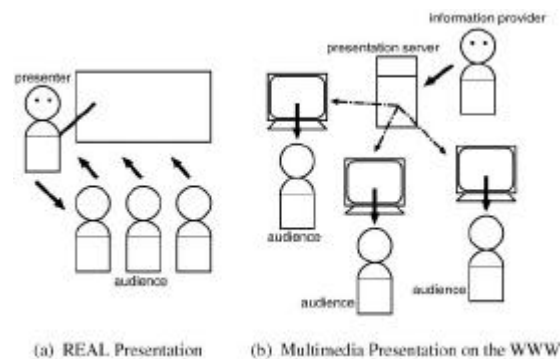 presenter
audience
(a) REAL Presentation
information provider
presentation server
audience
audience
audience
(b) Multimedia Presentation on the WWW